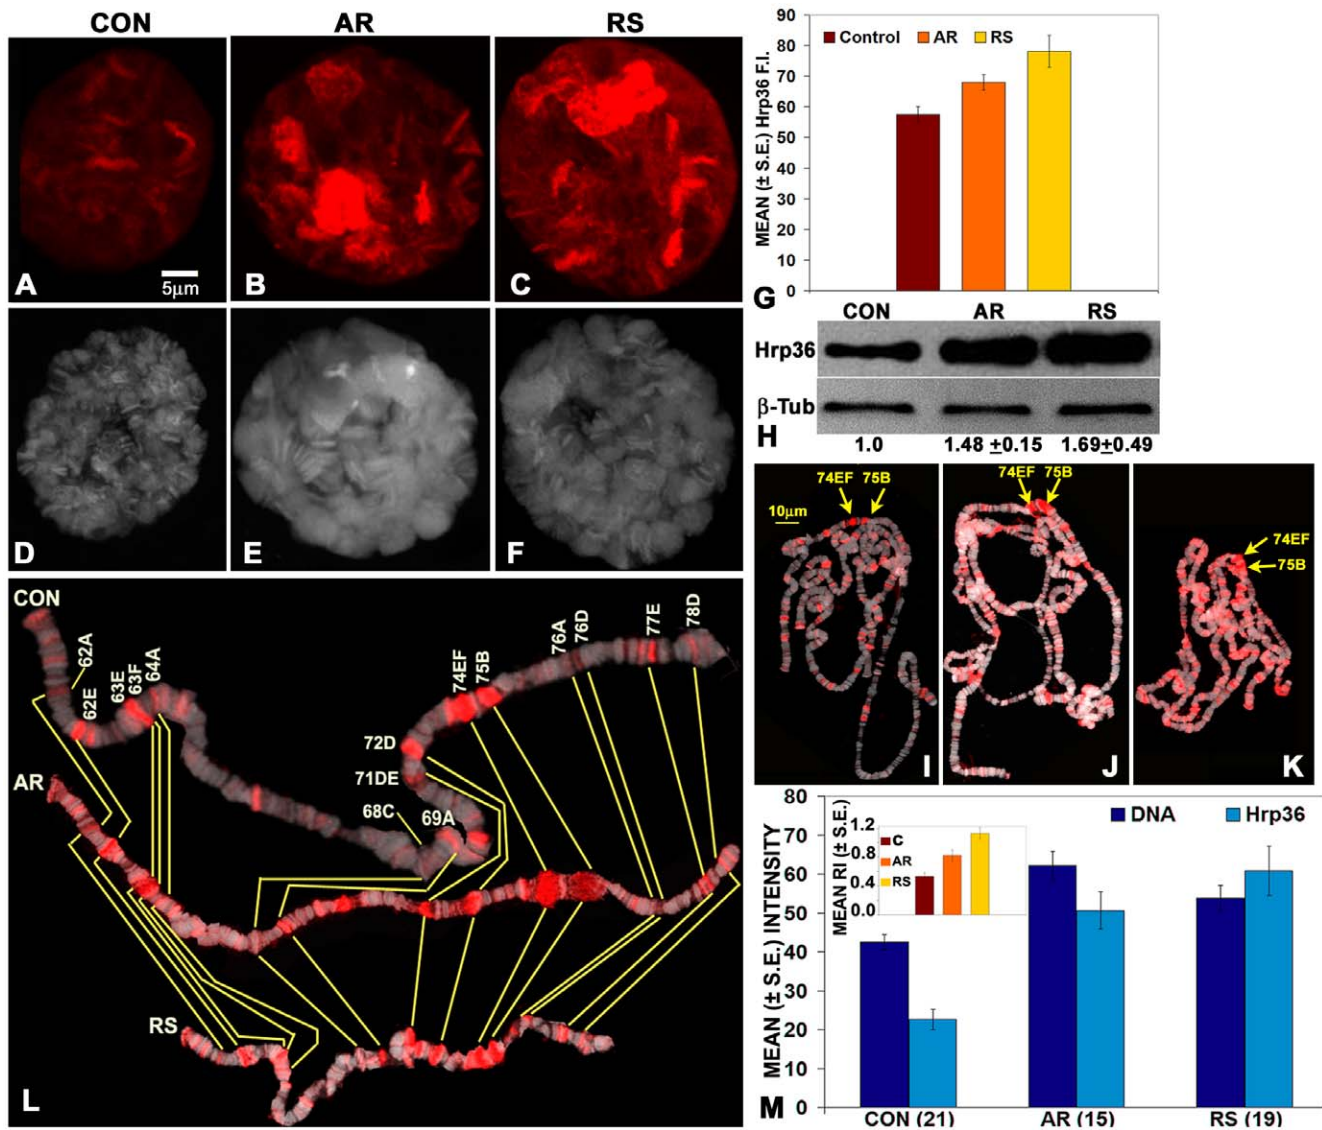 CON AR RS
A
5µm
B
C
D
E
F
MEAN (± S.E.) Hrp36 F.I.
90
80
70
60
50
40
30
20
10
0
Control AR RS
G
CON AR RS
Hrp36
β-Tub
H
1.0 1.48 ±0.15 1.69±0.49
74EF 75B
10µm
I
74EF 75B
J
74EF
75B
K
CON
62A
62E
63E
63F
64A
68C
69A
71DE
72D
74EF
75B
76A
76D
77E
78D
AR
RS
L
MEAN (± S.E.) INTENSITY
80
70
60
50
40
30
20
10
0
DNA Hrp36
MEAN RI (± S.E.)
1.2
0.8
0.4
0.0
C
AR
RS
M
CON (21) AR (15) RS (19)